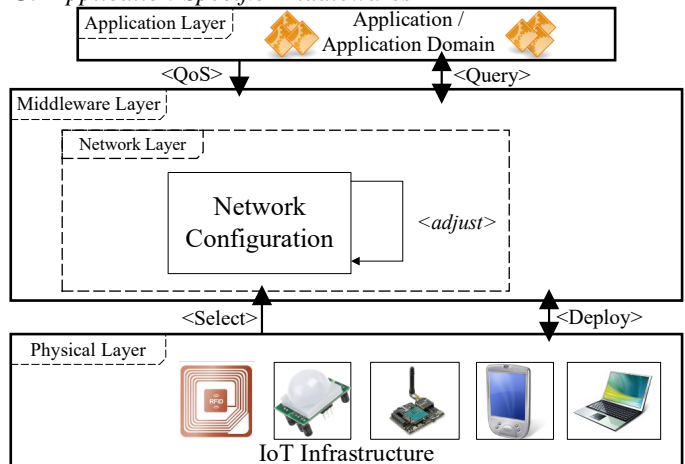 Application Layer
Application /
Application Domain
<QoS>
<Query>
Middleware Layer
Network Layer
Network
Configuration
<adjust>
<Select>
<Deploy>
Physical Layer
RFID
IoT Infrastructure